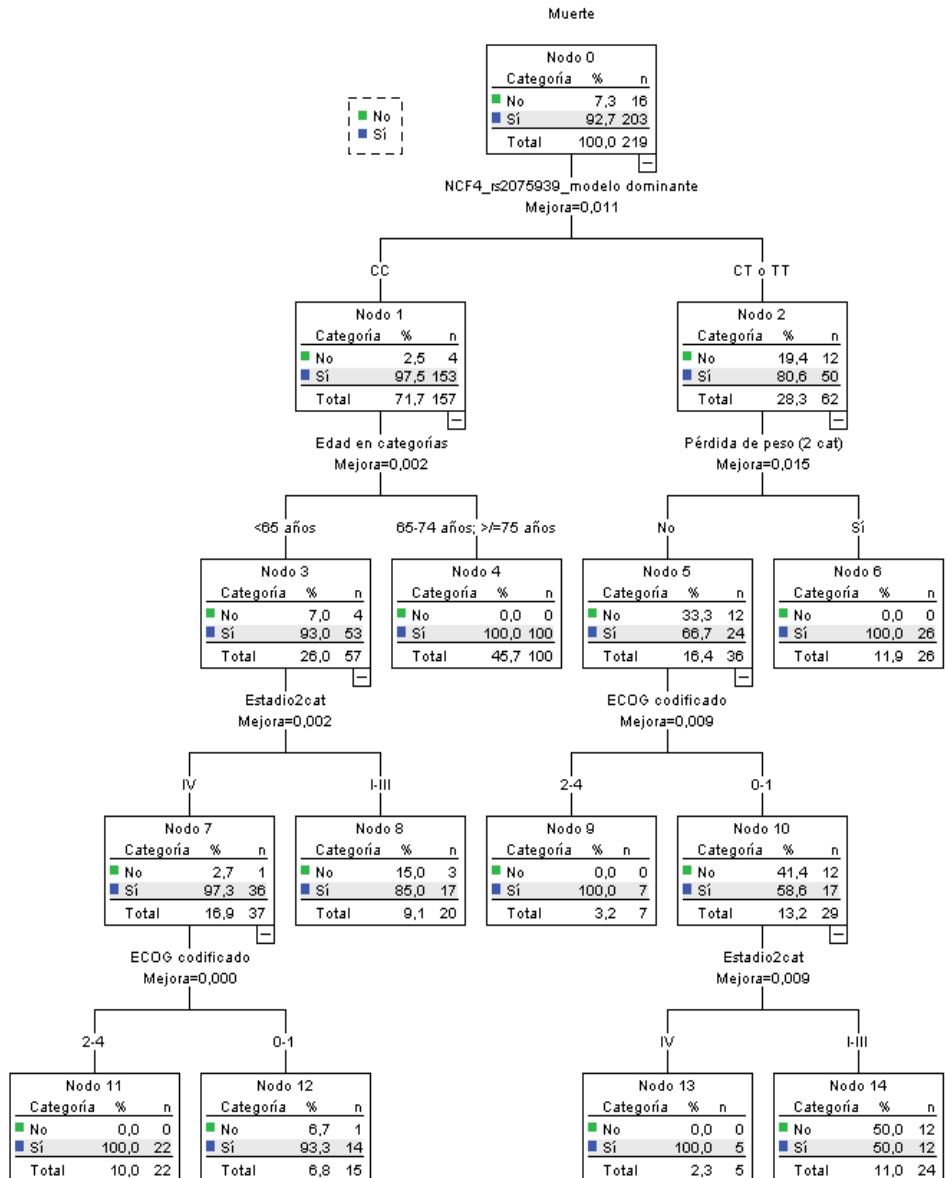 Muerte
No
Sí
Nodo 0
Categoría % n
No 7,3 16
Sí 92,7 203
Total 100,0 219
NCF4_rs2075939_modelo dominante
Mejora=0,011
CC
CT o TT
Nodo 1
Categoría % n
No 2,5 4
Sí 97,5 153
Total 71,7 157
Nodo 2
Categoría % n
No 19,4 12
Sí 80,6 50
Total 28,3 62
Edad en categorías
Mejora=0,002
Pérdida de peso (2 cat)
Mejora=0,015
<65 años
65-74 años; >/=75 años
No
Sí
Nodo 3
Categoría % n
No 7,0 4
Sí 93,0 53
Total 26,0 57
Nodo 4
Categoría % n
No 0,0 0
Sí 100,0 100
Total 45,7 100
Nodo 5
Categoría % n
No 33,3 12
Sí 66,7 24
Total 16,4 36
Nodo 6
Categoría % n
No 0,0 0
Sí 100,0 26
Total 11,9 26
Estadio2cat
Mejora=0,002
ECOG codificado
Mejora=0,009
IV
I-III
2-4
0-1
Nodo 7
Categoría % n
No 2,7 1
Sí 97,3 36
Total 16,9 37
Nodo 8
Categoría % n
No 15,0 3
Sí 85,0 17
Total 9,1 20
Nodo 9
Categoría % n
No 0,0 0
Sí 100,0 7
Total 3,2 7
Nodo 10
Categoría % n
No 41,4 12
Sí 58,6 17
Total 13,2 29
ECOG codificado
Mejora=0,000
Estadio2cat
Mejora=0,009
2-4
0-1
IV
I-III
Nodo 11
Categoría % n
No 0,0 0
Sí 100,0 22
Total 10,0 22
Nodo 12
Categoría % n
No 6,7 1
Sí 93,3 14
Total 6,8 15
Nodo 13
Categoría % n
No 0,0 0
Sí 100,0 5
Total 2,3 5
Nodo 14
Categoría % n
No 50,0 12
Sí 50,0 12
Total 11,0 24